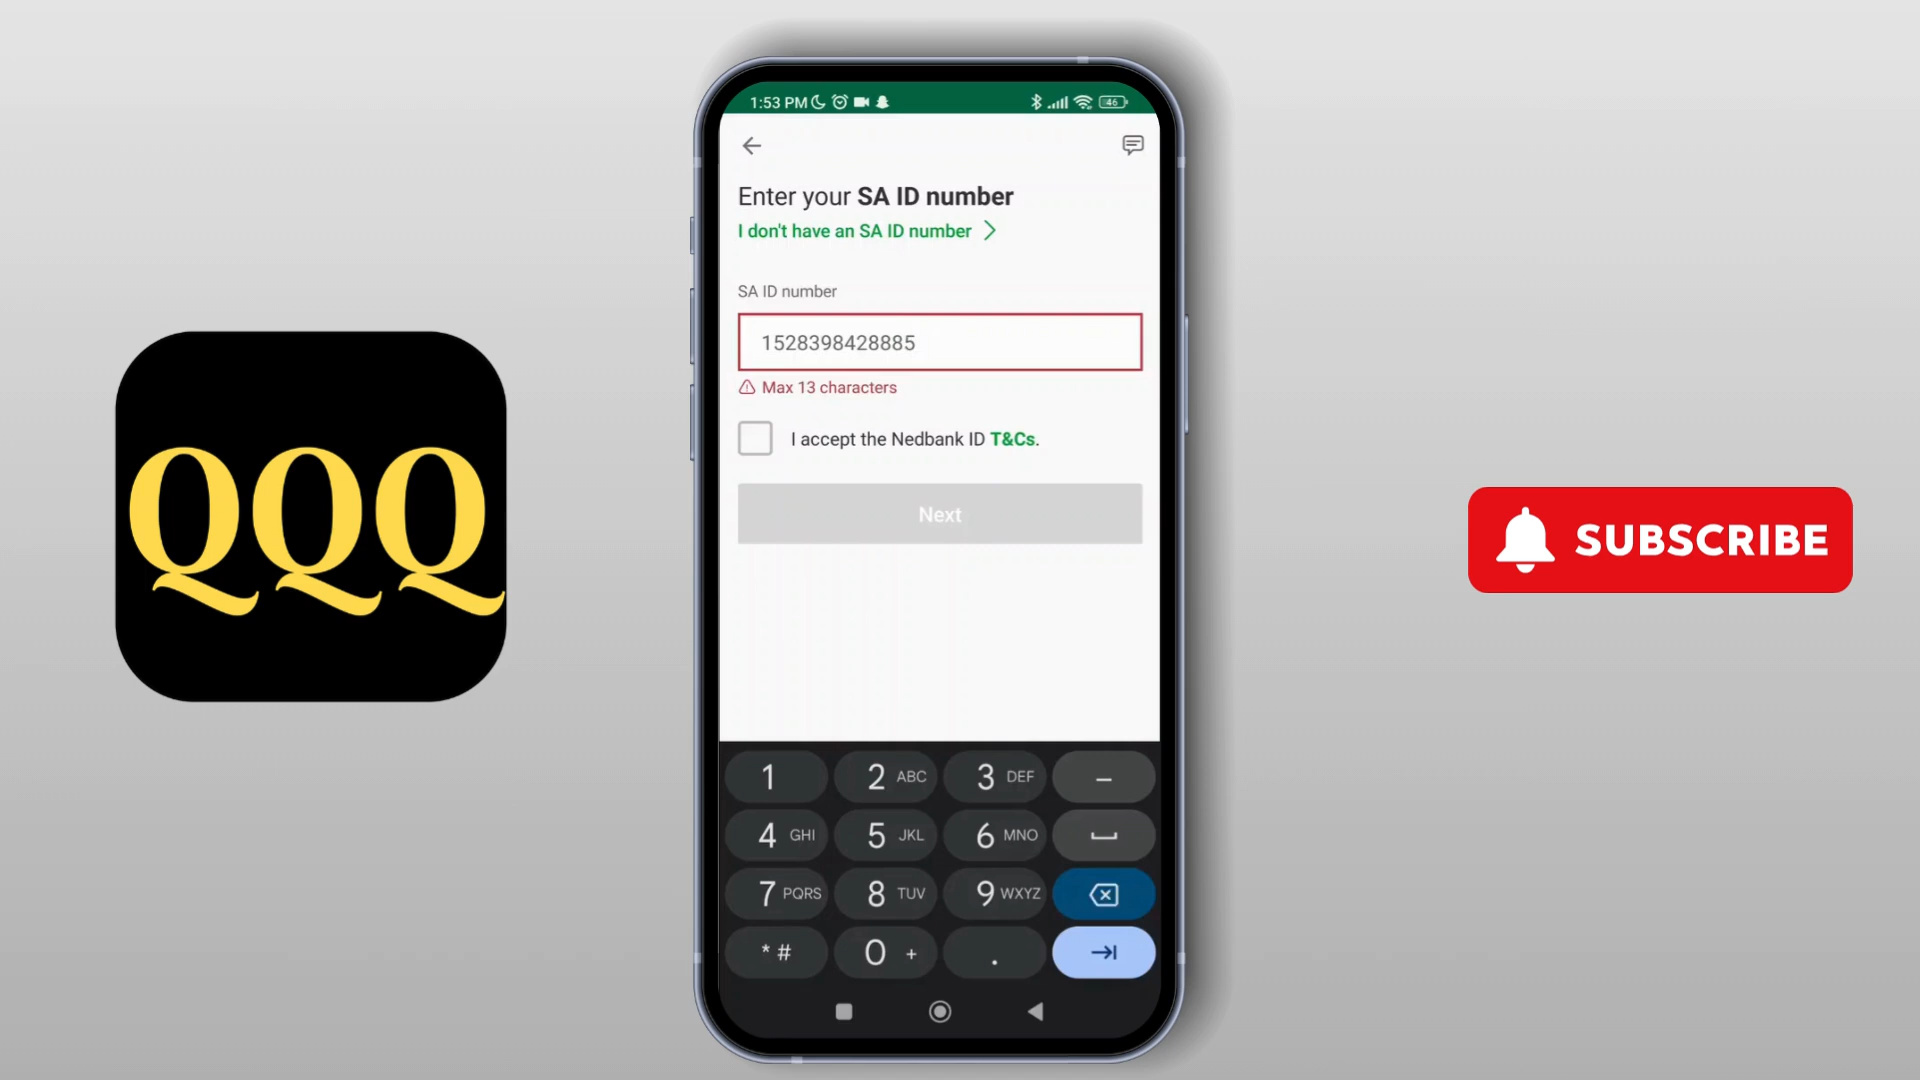 1:53 PM
46
Enter your SA ID number
I don't have an SA ID number
SA ID number
1528398428885
Max 13 characters
I accept the Nedbank ID T&Cs.
Next
QQQ
SUBSCRIBE
1
2 ABC
3 DEF
–
4 GHI
5 JKL
6 MNO
7 PQRS
8 TUV
9 WXYZ
* #
0 +
.